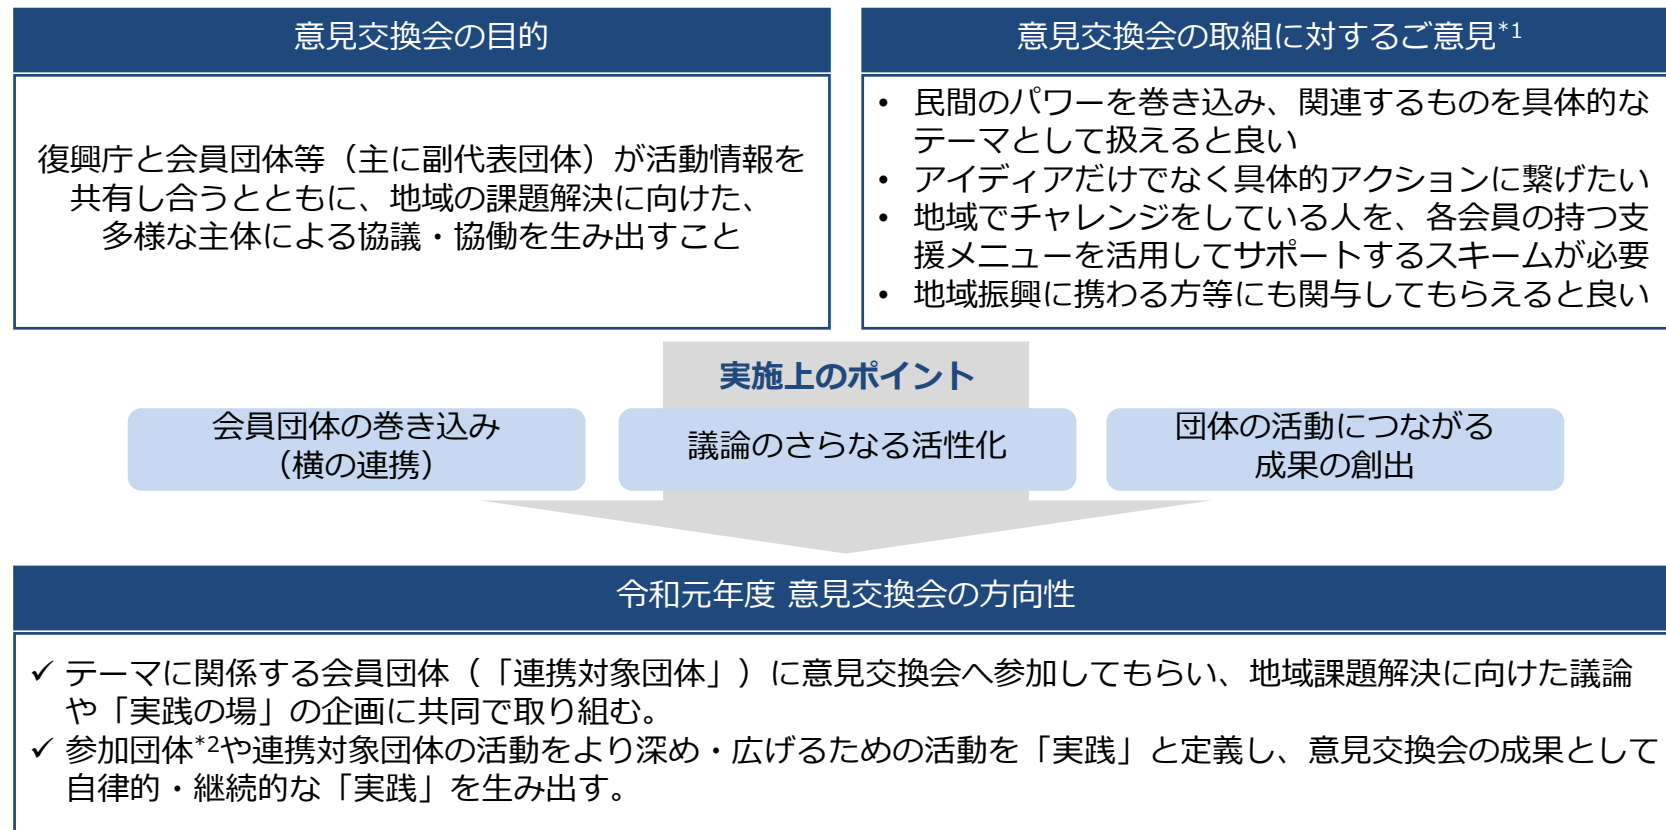 意見交換会の目的
復興庁と会員団体等（主に副代表団体）が活動情報を
共有し合うとともに、地域の課題解決に向けた、
多様な主体による協議・協働を生み出すこと
意見交換会の取組に対するご意見*1
• 民間のパワーを巻き込み、関連するものを具体的な
テーマとして扱えると良い
• アイディアだけでなく具体的アクションに繋げたい
• 地域でチャレンジをしている人を、各会員の持つ支
援メニューを活用してサポートするスキームが必要
• 地域振興に携わる方等にも関与してもらえると良い
実施上のポイント
会員団体の巻き込み
（横の連携）
議論のさらなる活性化
団体の活動につながる
成果の創出
令和元年度 意見交換会の方向性
✓ テーマに関係する会員団体（「連携対象団体」）に意見交換会へ参加してもらい、地域課題解決に向けた議論
や「実践の場」の企画に共同で取り組む。
✓ 参加団体*2や連携対象団体の活動をより深め・広げるための活動を「実践」と定義し、意見交換会の成果として
自律的・継続的な「実践」を生み出す。